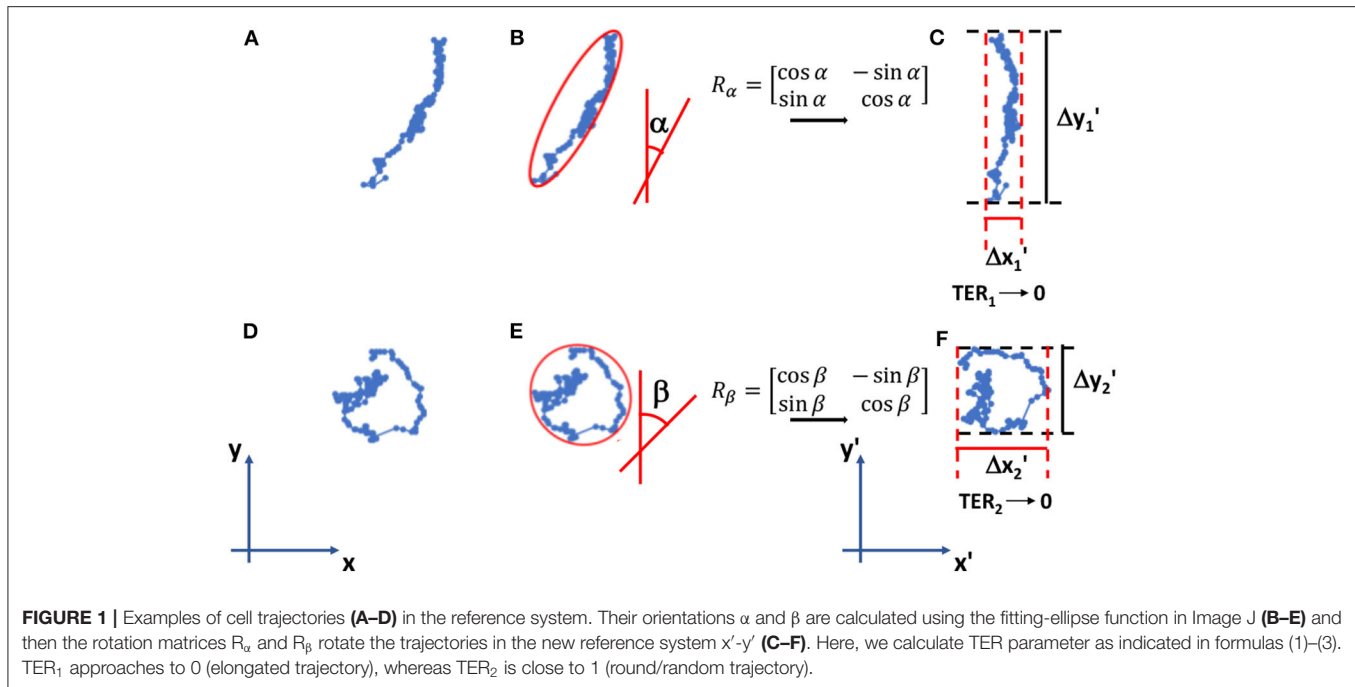 A
B
C
α
R_α = [cos α − sin α
sin α cos α]
Δy₁'
Δx₁'
TER₁ → 0
D
E
F
β
R_β = [cos β − sin β
sin β cos β]
Δy₂'
Δx₂'
TER₂ → 0
y
x
y'
x'
FIGURE 1 | Examples of cell trajectories (A–D) in the reference system. Their orientations α and β are calculated using the fitting-ellipse function in Image J (B–E) and
then the rotation matrices R_α and R_β rotate the trajectories in the new reference system x′-y′ (C–F). Here, we calculate TER parameter as indicated in formulas (1)–(3).
TER₁ approaches to 0 (elongated trajectory), whereas TER₂ is close to 1 (round/random trajectory).